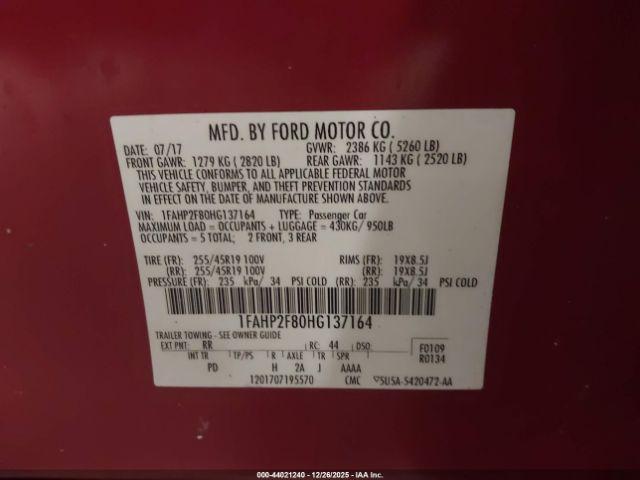 MFD. BY FORD MOTOR CO.
DATE: 07/17 GVWR: 2386 KG ( 5260 LB)
FRONT GAWR: 1279 KG ( 2820 LB) REAR GAWR: 1143 KG ( 2520 LB)
THIS VEHICLE CONFORMS TO ALL APPLICABLE FEDERAL MOTOR
VEHICLE SAFETY, BUMPER, AND THEFT PREVENTION STANDARDS
IN EFFECT ON THE DATE OF MANUFACTURE SHOWN ABOVE.
VIN: 1FAHP2F80HG137164 TYPE: Passenger Car
MAXIMUM LOAD = OCCUPANTS + LUGGAGE = 430KG/ 950LB
OCCUPANTS = 5 TOTAL; 2 FRONT, 3 REAR
TIRE (FR): 255/45R19 100V RIMS (FR): 19X8.5J
(RR): 255/45R19 100V (RR): 19X8.5J
PRESSURE (FR): 235 kPa/ 34 PSI COLD (RR): 235 kPa/ 34 PSI COLD
1FAHP2F80HG137164
TRAILER TOWING - SEE OWNER GUIDE
EXT PNT: RR RC: 44 DSO: F0109
INT TR TP/PS R AXLE TR SPR R0134
PD H 2A J AAAA
1201707195570 CMC 5U5A-5420472-AA
000-44021240 - 12/26/2025 - IAA Inc.